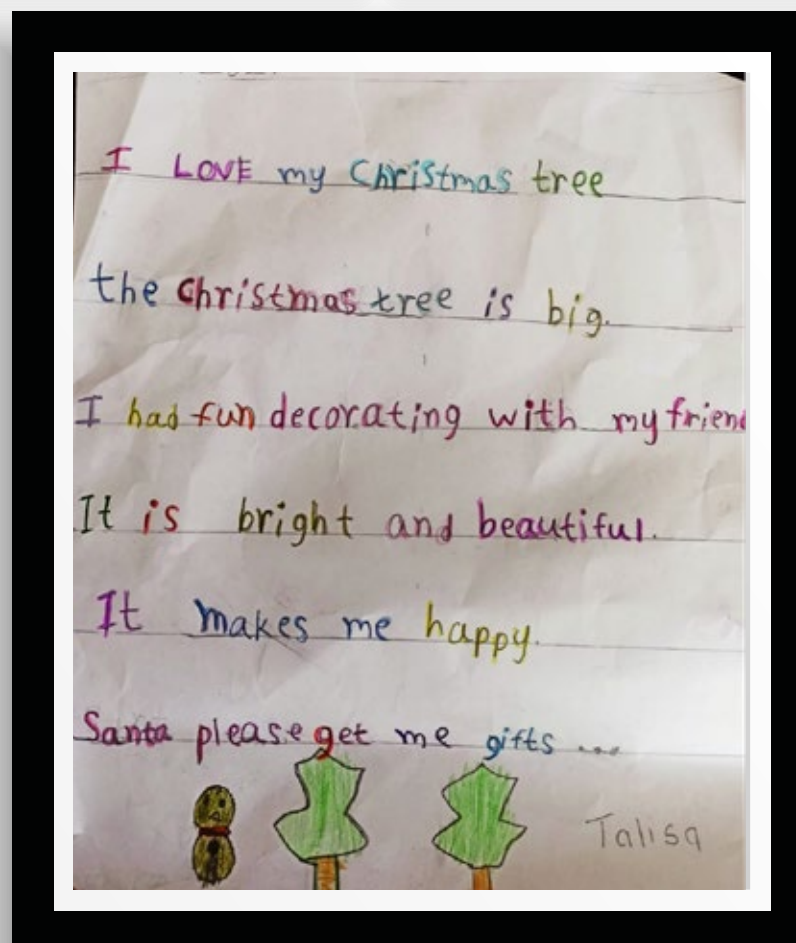 I LOVE my Christmas tree
the christmas tree is big.
I had fun decorating with my friend
It is bright and beautiful.
It makes me happy.
Santa please get me gifts ...
Talisa